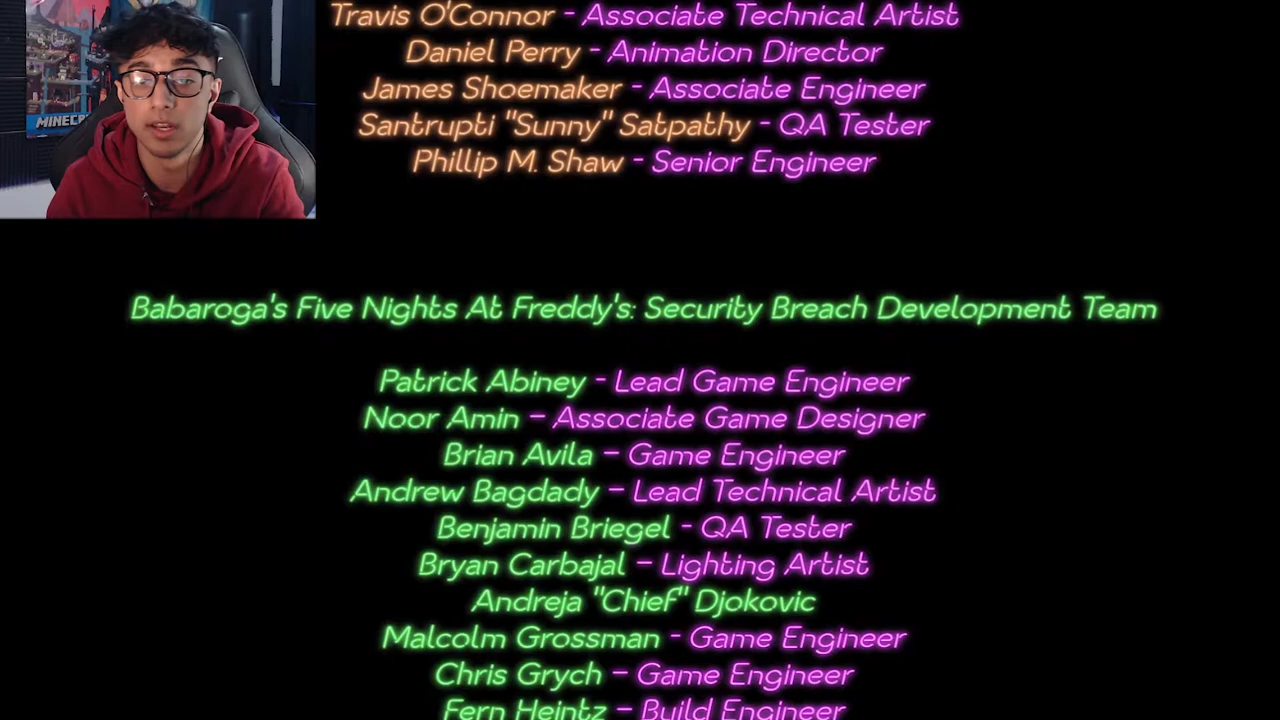 Travis O'Connor - Associate Technical Artist
Daniel Perry - Animation Director
James Shoemaker - Associate Engineer
MINECR
Santrupti "Sunny" Satpathy - QA Tester
Phillip M. Shaw - Senior Engineer
Babaroga's Five Nights At Freddy's: Security Breach Development Team
Patrick Abiney - Lead Game Engineer
Noor Amin – Associate Game Designer
Brian Avila – Game Engineer
Andrew Bagdady – Lead Technical Artist
Benjamin Briegel - QA Tester
Bryan Carbajal – Lighting Artist
Andreja "Chief" Djokovic
Malcolm Grossman - Game Engineer
Chris Grych – Game Engineer
Fern Heintz – Build Engineer